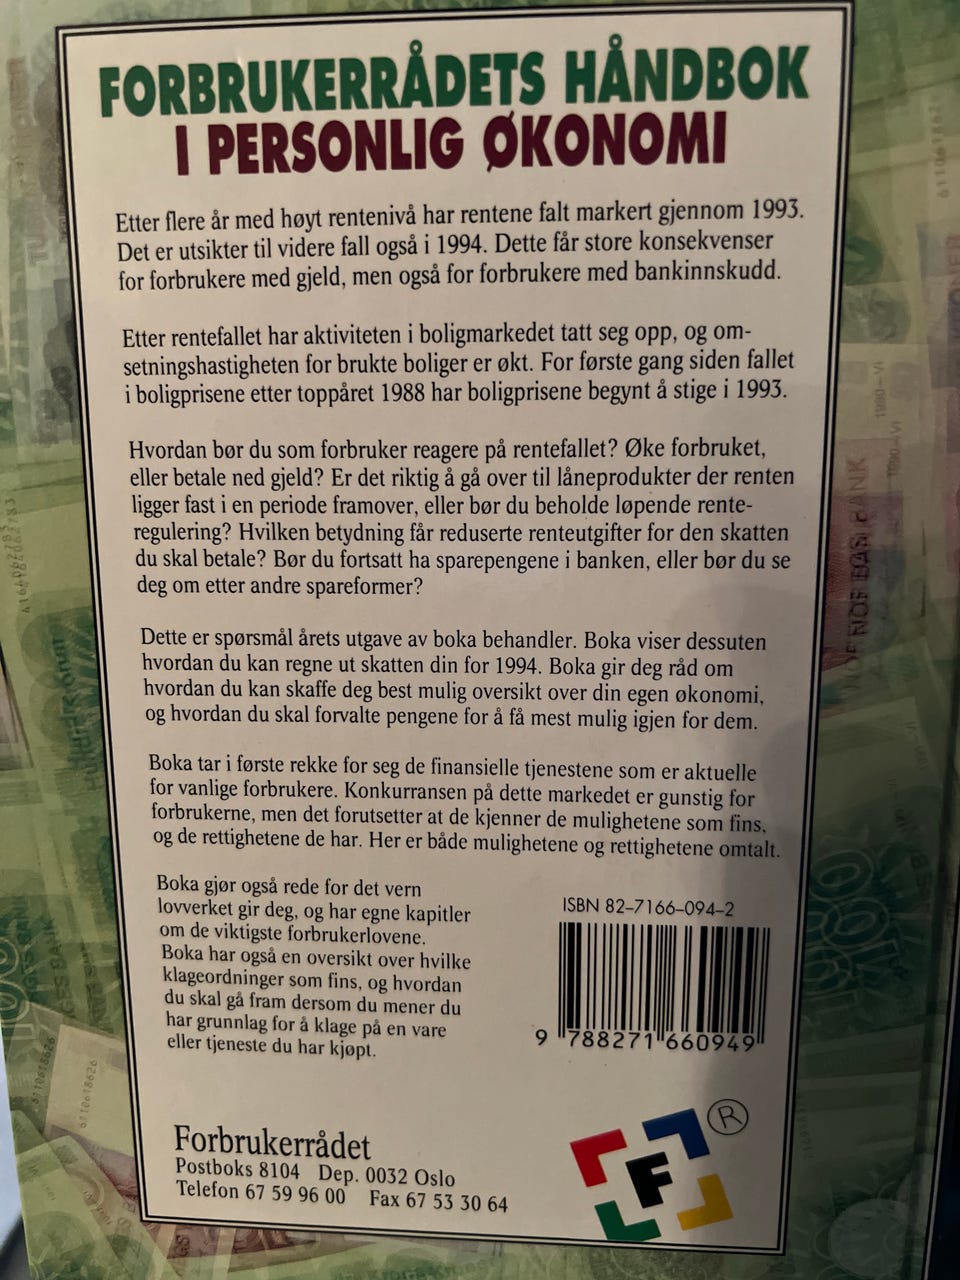 FORBRUKERRÅDETS HÅNDBOK
I PERSONLIG ØKONOMI
Etter flere år med høyt rentenivå har rentene falt markert gjennom 1993.
Det er utsikter til videre fall også i 1994. Dette får store konsekvenser
for forbrukere med gjeld, men også for forbrukere med bankinnskudd.
Etter rentefallet har aktiviteten i boligmarkedet tatt seg opp, og om-
setningshastigheten for brukte boliger er økt. For første gang siden fallet
i boligprisene etter toppåret 1988 har boligprisene begynt å stige i 1993.
Hvordan bør du som forbruker reagere på rentefallet? Øke forbruket,
eller betale ned gjeld? Er det riktig å gå over til låneprodukter der renten
ligger fast i en periode framover, eller bør du beholde løpende rente-
regulering? Hvilken betydning får reduserte renteutgifter for den skatten
du skal betale? Bør du fortsatt ha sparepengene i banken, eller bør du se
deg om etter andre spareformer?
Dette er spørsmål årets utgave av boka behandler. Boka viser dessuten
hvordan du kan regne ut skatten din for 1994. Boka gir deg råd om
hvordan du kan skaffe deg best mulig oversikt over din egen økonomi,
og hvordan du skal forvalte pengene for å få mest mulig igjen for dem.
Boka tar i første rekke for seg de finansielle tjenestene som er aktuelle
for vanlige forbrukere. Konkurransen på dette markedet er gunstig for
forbrukerne, men det forutsetter at de kjenner de mulighetene som fins,
og de rettighetene de har. Her er både mulighetene og rettighetene omtalt.
Boka gjør også rede for det vern
lovverket gir deg, og har egne kapitler
om de viktigste forbrukerlovene.
Boka har også en oversikt over hvilke
klageordninger som fins, og hvordan
du skal gå fram dersom du mener du
har grunnlag for å klage på en vare
eller tjeneste du har kjøpt.
ISBN 82-7166-094-2
9 788271 660949
Forbrukerrådet
Postboks 8104 Dep. 0032 Oslo
Telefon 67 59 96 00 Fax 67 53 30 64
F
®